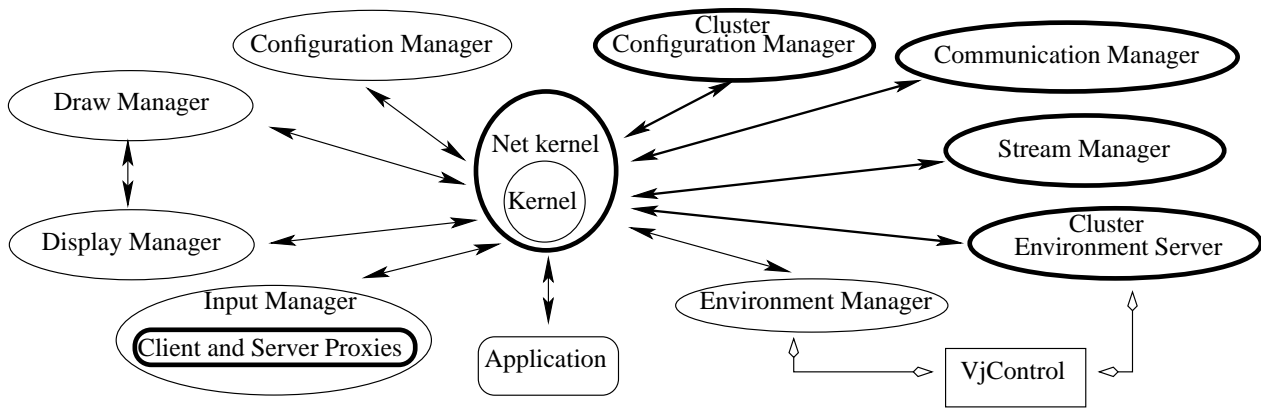 Cluster
Configuration Manager
Configuration Manager
Communication Manager
Draw Manager
Net kernel
Stream Manager
Kernel
Cluster
Display Manager
Environment Server
Input Manager
Environment Manager
Client and Server Proxies
Application
VjControl